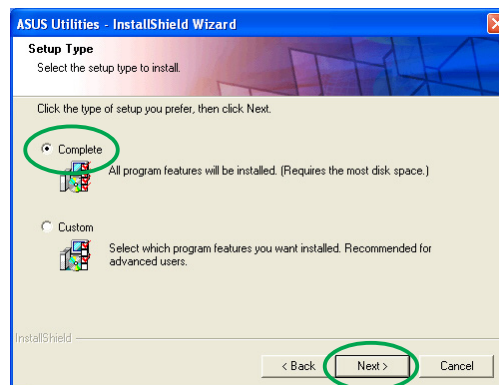 ASUS Utilities - InstallShield Wizard
Setup Type
Select the setup type to install.
Click the type of setup you prefer, then click Next.
Complete
All program features will be installed. (Requires the most disk space.)
Custom
Select which program features you want installed. Recommended for
advanced users.
InstallShield
< Back
Next >
Cancel